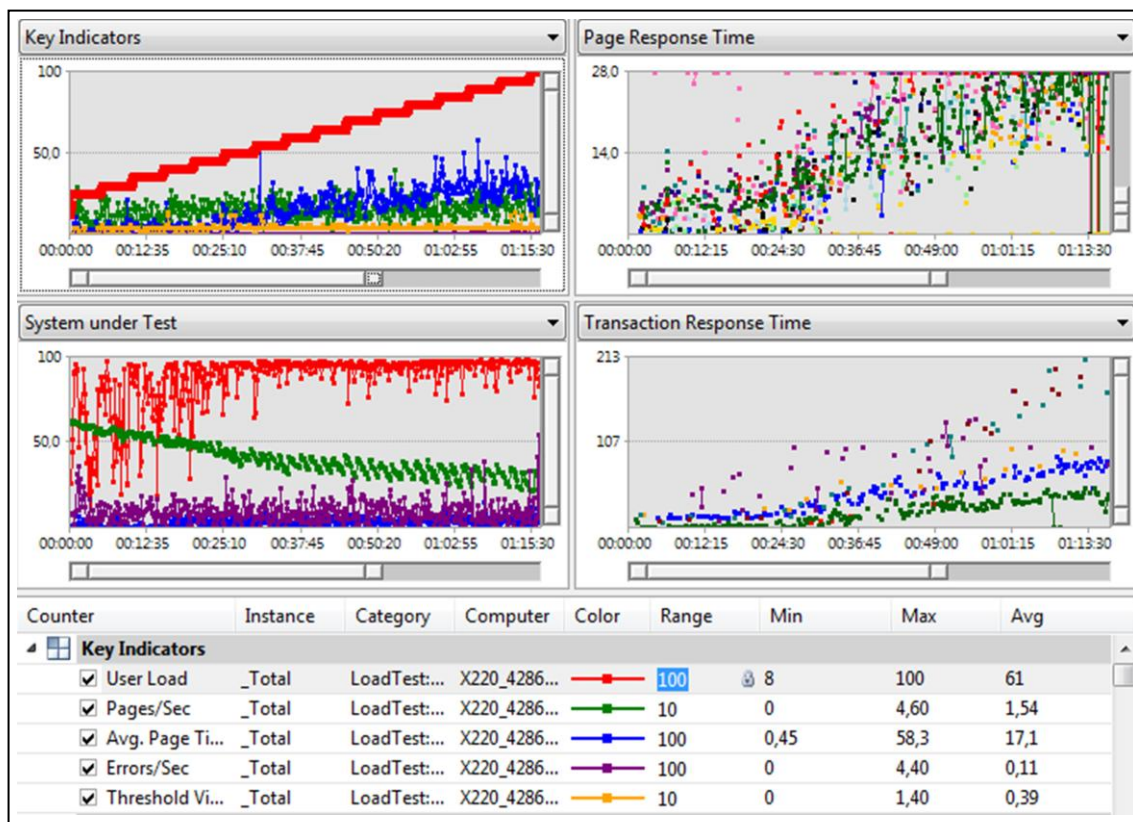 Key Indicators
100
50,0
00:00:00 00:12:35 00:25:10 00:37:45 00:50:20 01:02:55 01:15:30
Page Response Time
28,0
14,0
00:00:00 00:12:15 00:24:30 00:36:45 00:49:00 01:01:15 01:13:30
System under Test
100
50,0
00:00:00 00:12:35 00:25:10 00:37:45 00:50:20 01:02:55 01:15:30
Transaction Response Time
213
107
00:00:00 00:12:15 00:24:30 00:36:45 00:49:00 01:01:15 01:13:30
Counter Instance Category Computer Color Range Min Max Avg
Key Indicators
User Load _Total LoadTest:... X220_4286... 100 8 100 61
Pages/Sec _Total LoadTest:... X220_4286... 10 0 4,60 1,54
Avg. Page Ti... _Total LoadTest:... X220_4286... 100 0,45 58,3 17,1
Errors/Sec _Total LoadTest:... X220_4286... 100 0 4,40 0,11
Threshold Vi... _Total LoadTest:... X220_4286... 10 0 1,40 0,39